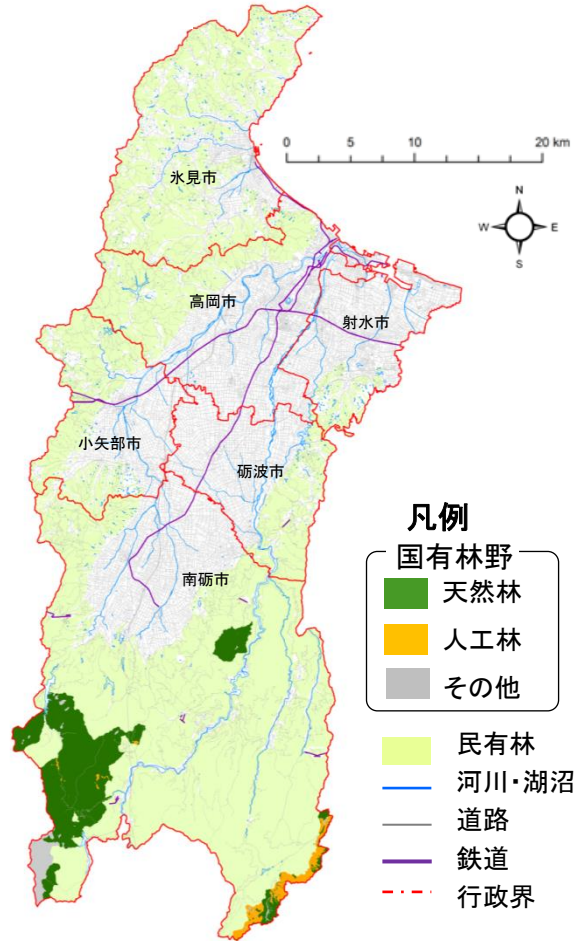 0 5 10 20 km
N
W E
S
氷見市
高岡市
射水市
小矢部市
砺波市
南砺市
凡例
国有林野
天然林
人工林
その他
民有林
河川・湖沼
道路
鉄道
行政界